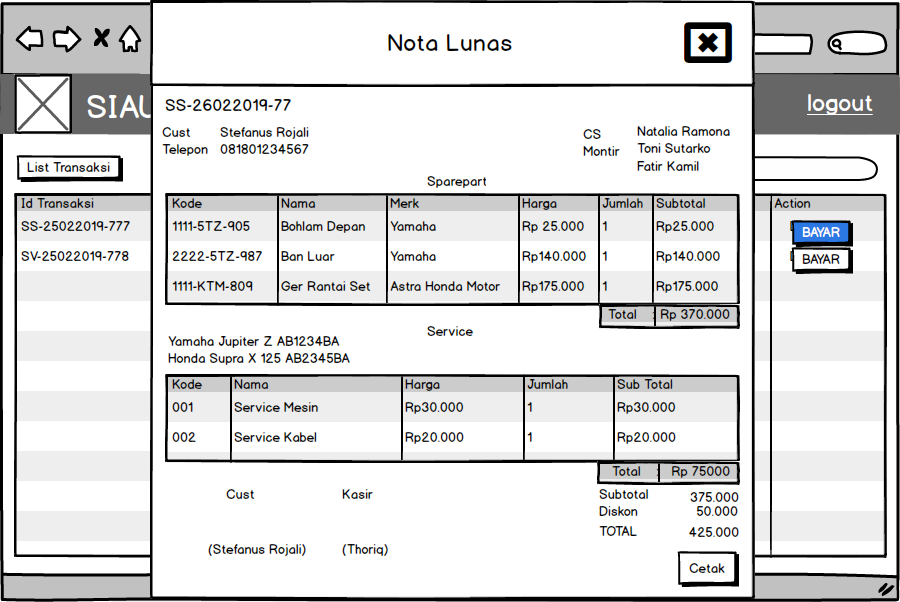 Nota Lunas
SIAU
logout
SS-26022019-77
Cust Stefanus Rojali
Telepon 081801234567
CS Natalia Ramona
Montir Toni Sutarko
Fatir Kamil
List Transaksi
Id Transaksi
SS-25022019-777
SV-25022019-778
Action
BAYAR
BAYAR
Sparepart
Kode Nama Merk Harga Jumlah Subtotal
1111-5TZ-905 Bohlam Depan Yamaha Rp 25.000 1 Rp25.000
2222-5TZ-987 Ban Luar Yamaha Rp140.000 1 Rp140.000
1111-KTM-809 Ger Rantai Set Astra Honda Motor Rp175.000 1 Rp175.000
Total : Rp 370.000
Service
Yamaha Jupiter Z AB1234BA
Honda Supra X 125 AB2345BA
Kode Nama Harga Jumlah Sub Total
001 Service Mesin Rp30.000 1 Rp30.000
002 Service Kabel Rp20.000 1 Rp20.000
Total : Rp 75000
Cust Kasir
Subtotal 375.000
Diskon 50.000
TOTAL 425.000
(Stefanus Rojali) (Thoriq)
Cetak